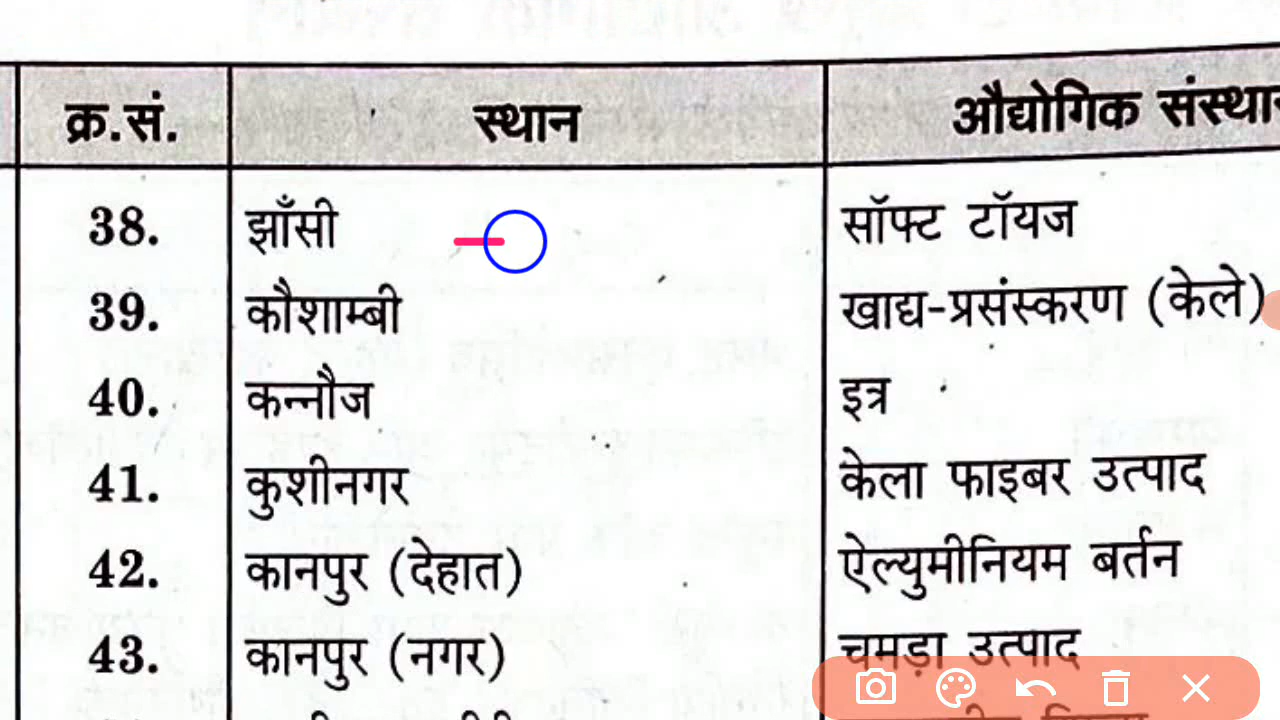 क्र.सं. स्थान औद्योगिक
38. झाँसी सॉफ्ट टॉयज
39. कौशाम्बी खाद्य-प्रसंस्करण (केले)
40. कन्नौज इत्र
41. कुशीनगर केला फाइबर उत्पाद
42. कानपुर (देहात) ऐल्युमीनियम बर्तन
43. कानपुर (नगर) चमड़ा उत्पाद